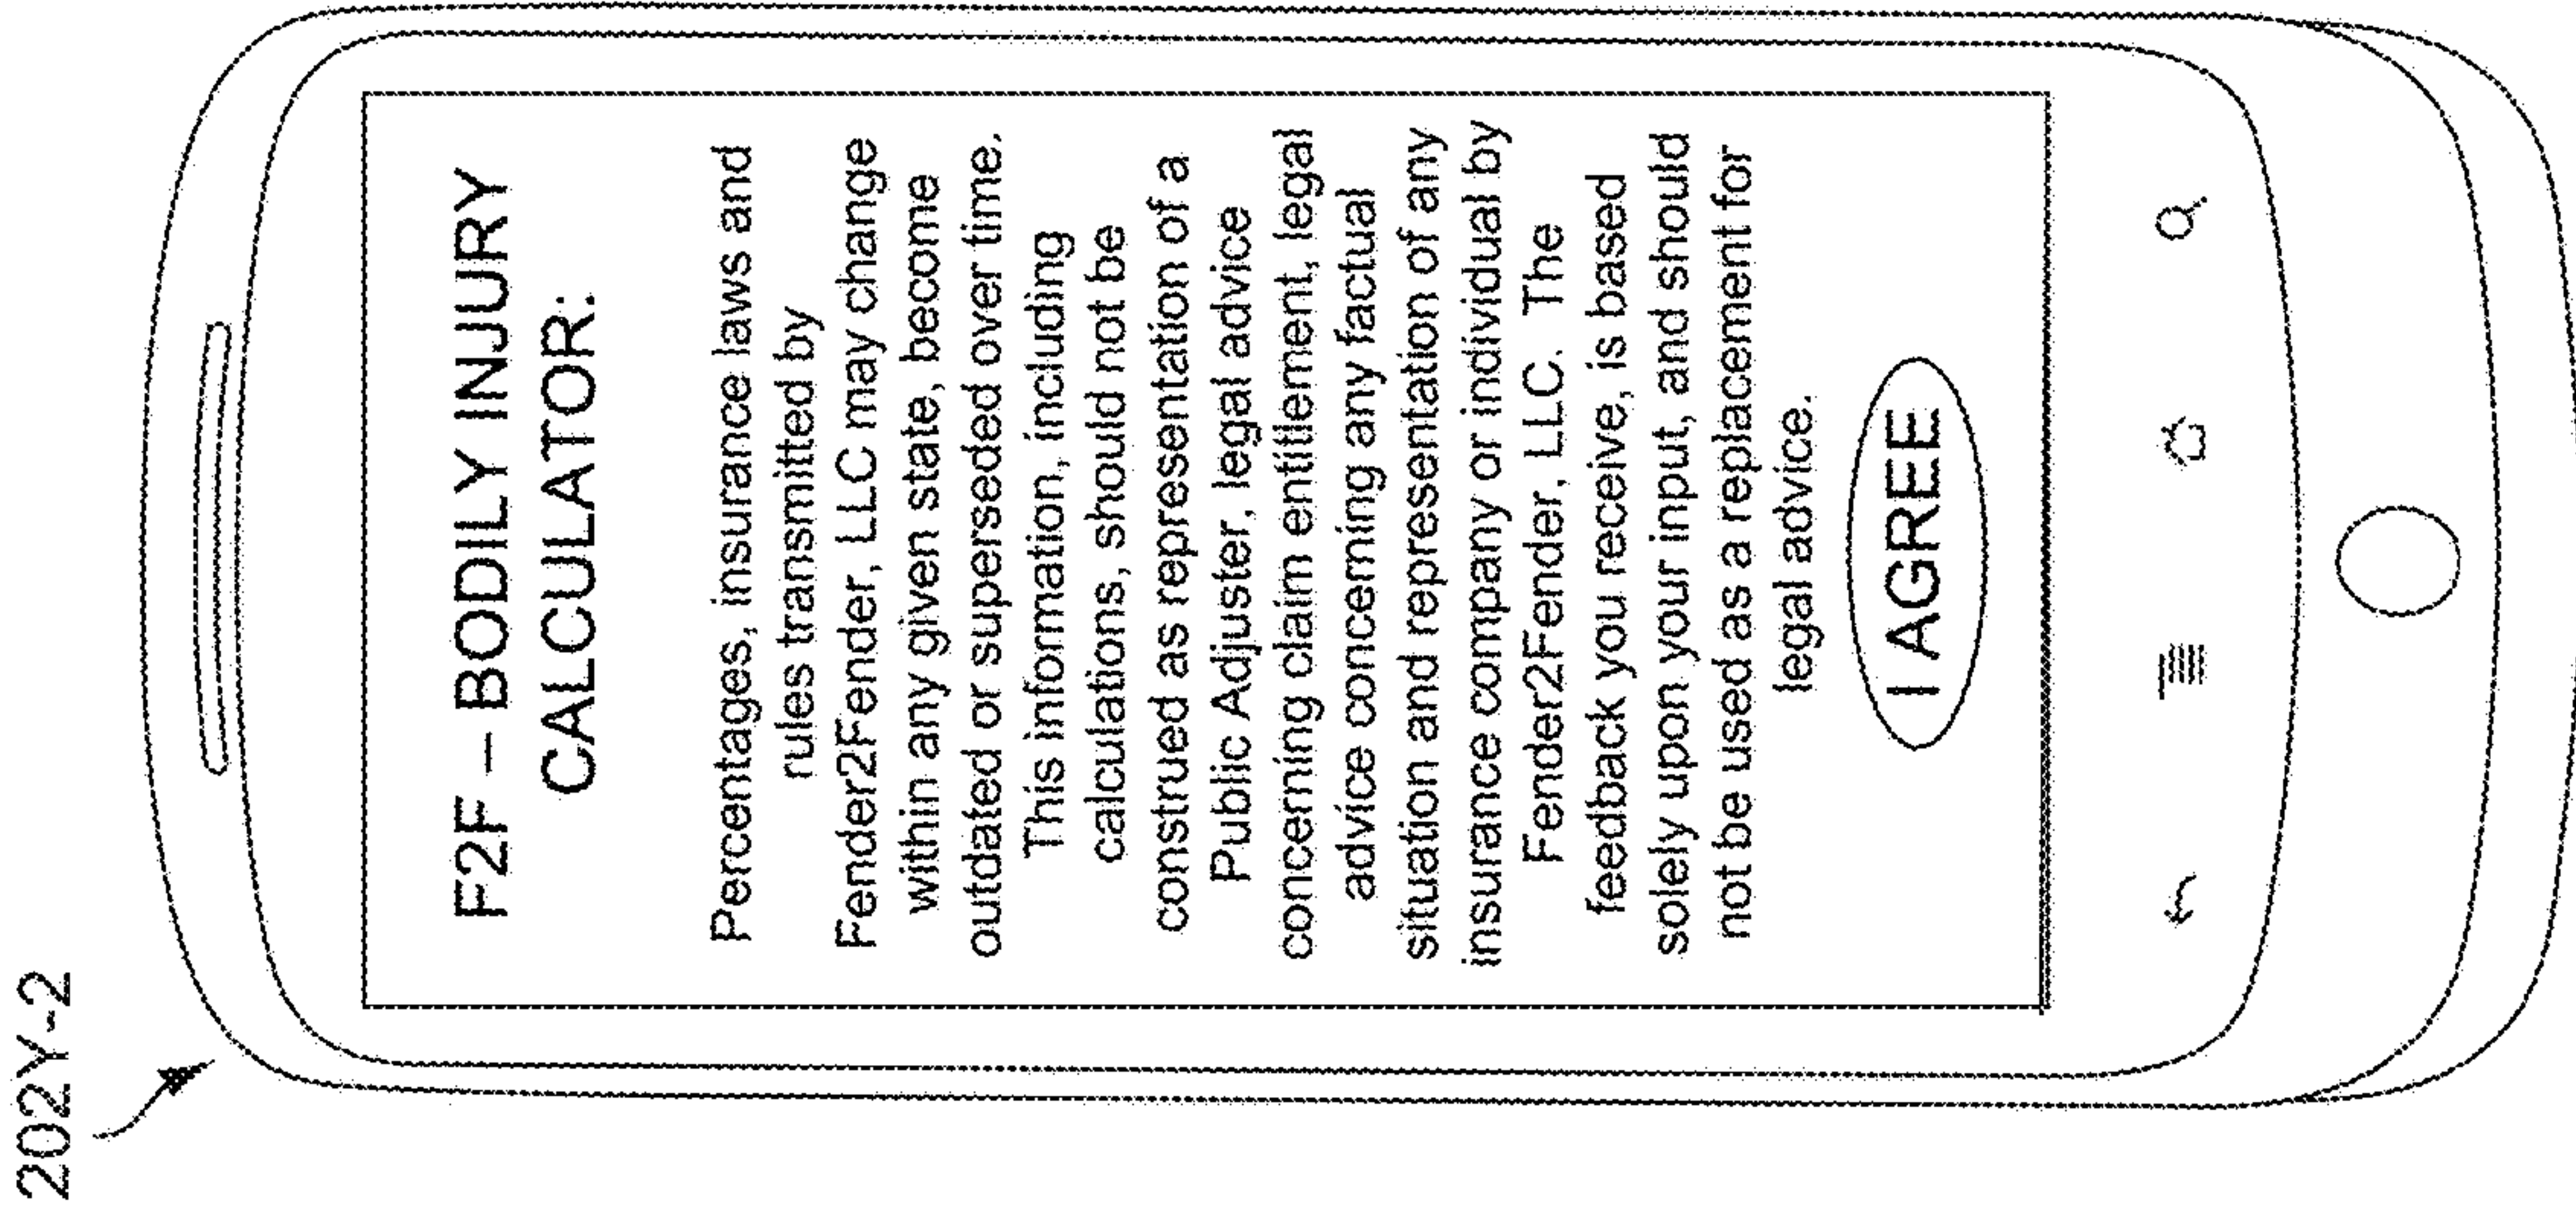 202Y-2
F2F – BODILY INJURY
CALCULATOR:
Percentages, insurance laws and
rules transmitted by
Fender2Fender, LLC may change
within any given state, become
outdated or superseded over time.
This information, including
calculations, should not be
construed as representation of a
Public Adjuster, legal advice
concerning claim entitlement, legal
advice concerning any factual
situation and representation of any
insurance company or individual by
Fender2Fender, LLC. The
feedback you receive, is based
solely upon your input, and should
not be used as a replacement for
legal advice.
I AGREE